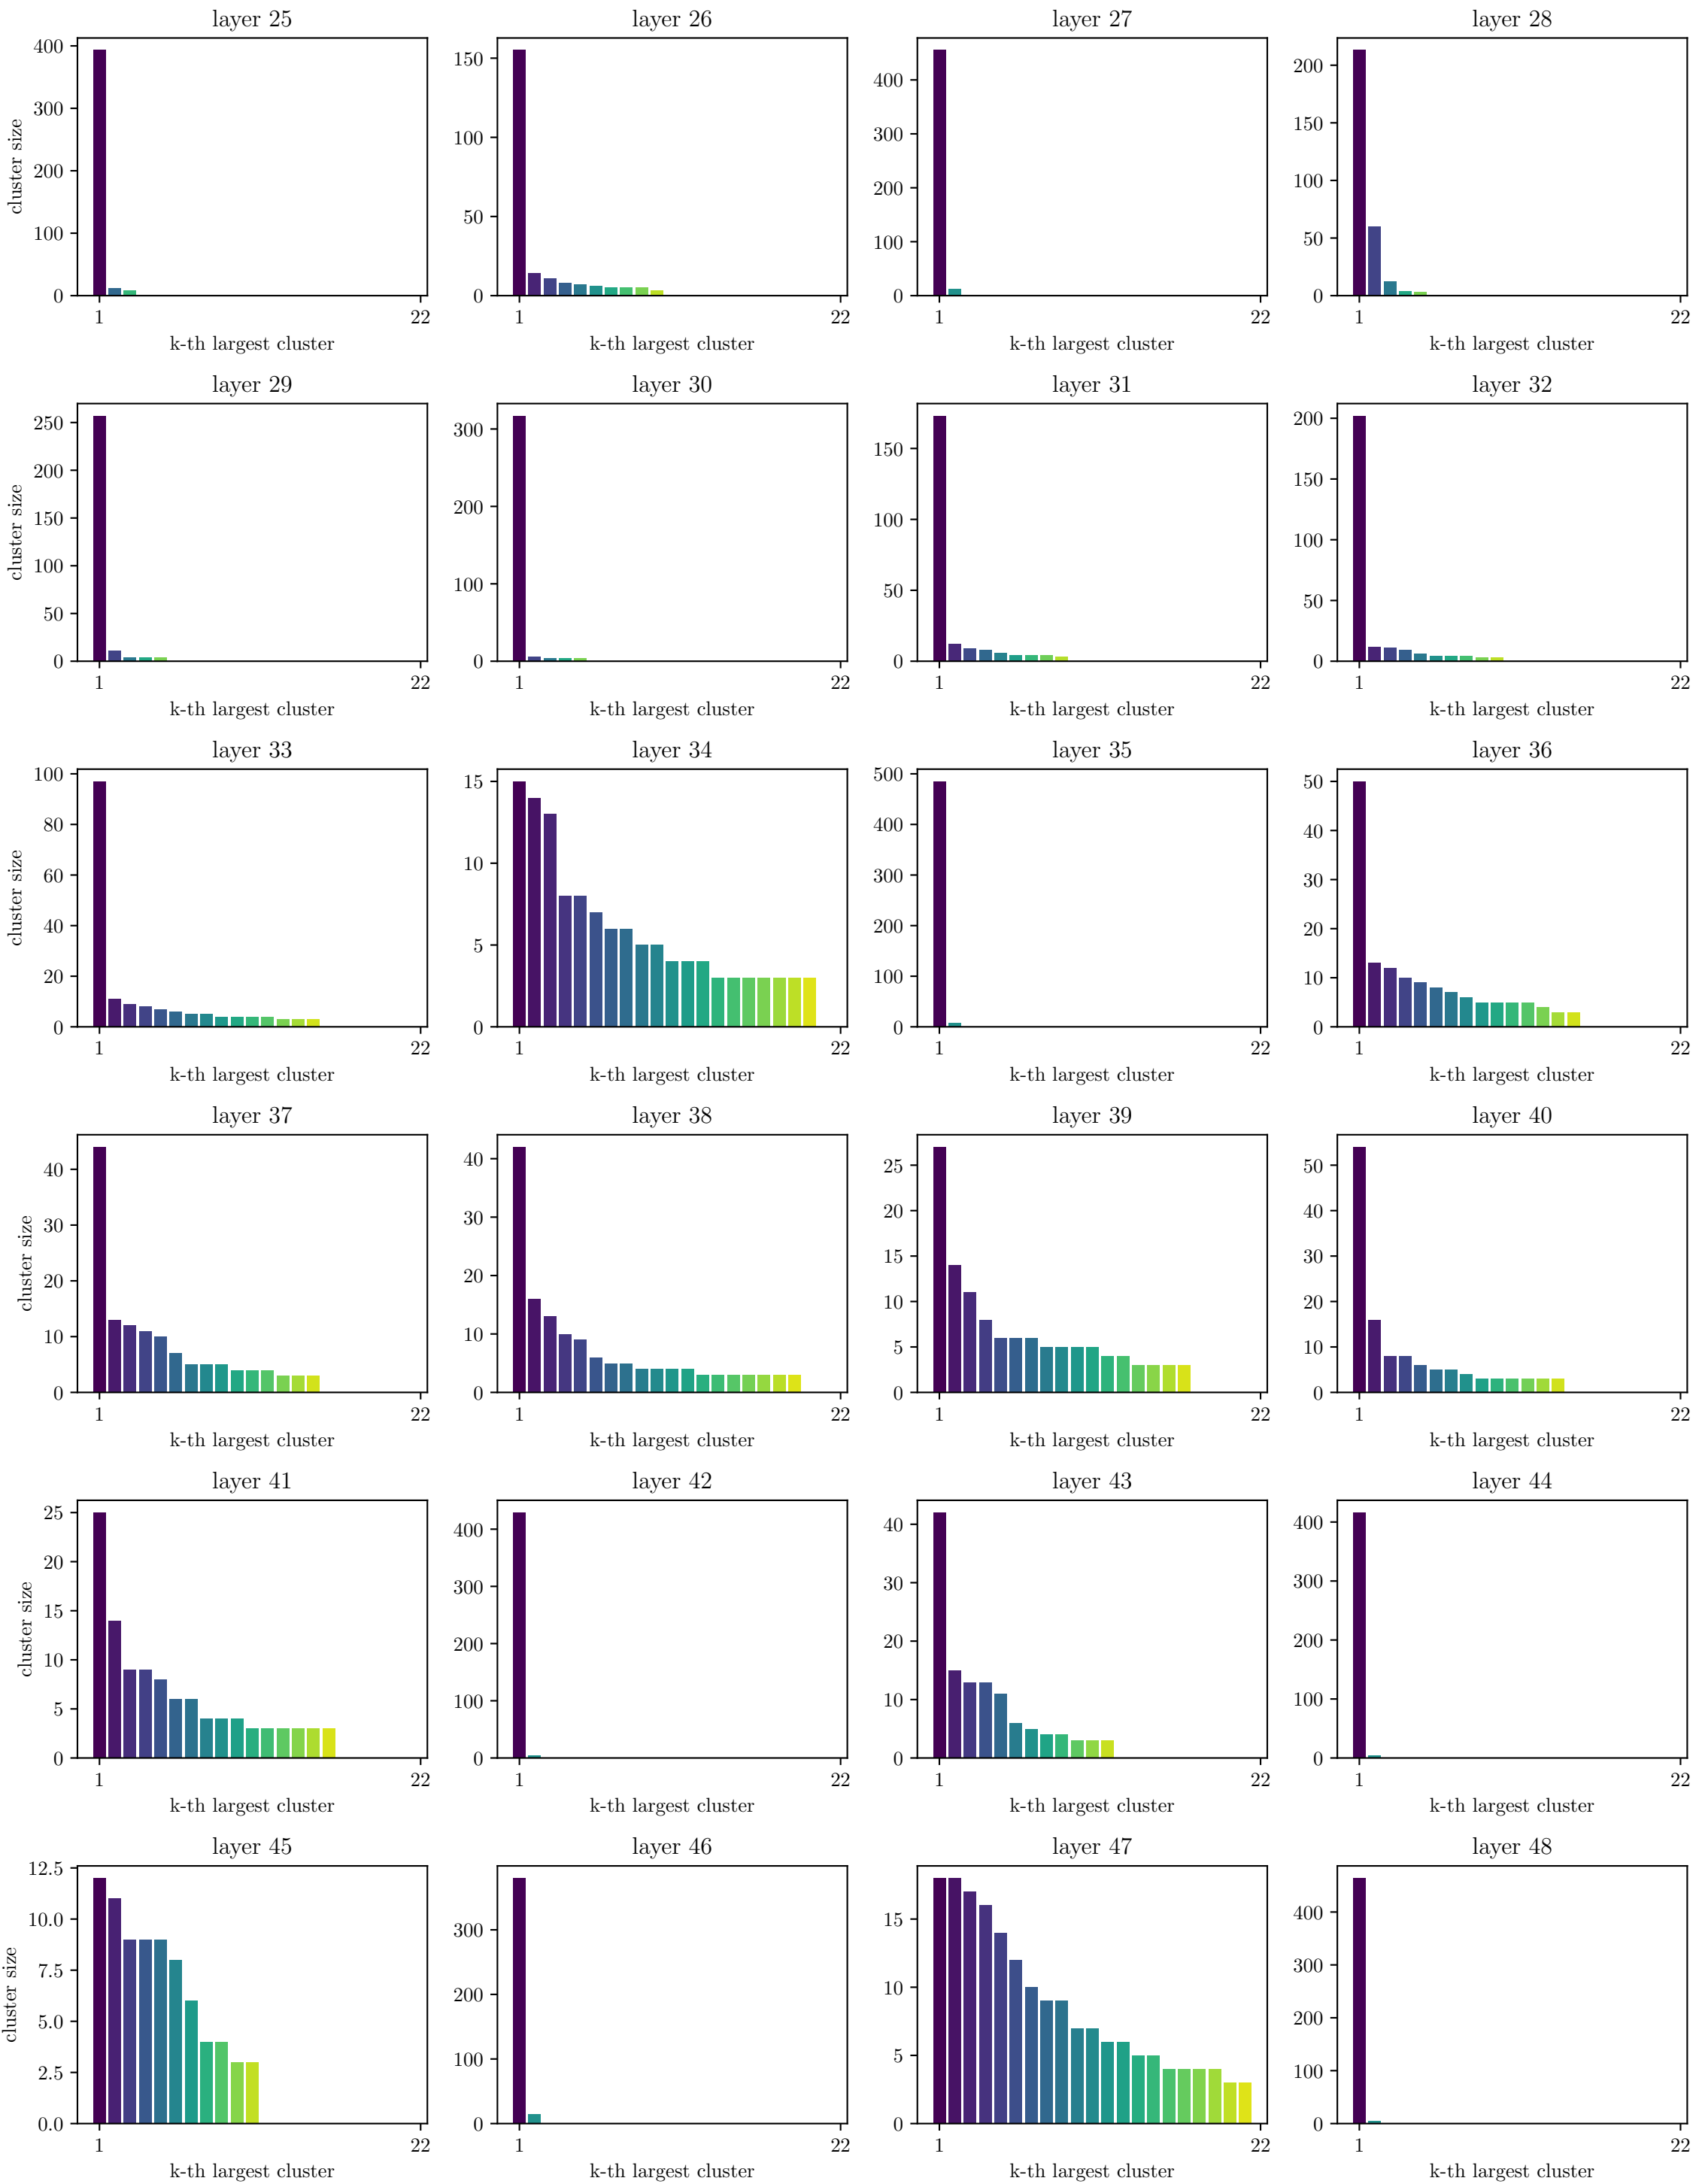 layer 25
400
300
200
100
0
cluster size
1 22
k-th largest cluster
layer 26
150
100
50
0
1 22
k-th largest cluster
layer 27
400
300
200
100
0
1 22
k-th largest cluster
layer 28
200
150
100
50
0
1 22
k-th largest cluster
layer 29
250
200
150
100
50
0
cluster size
1 22
k-th largest cluster
layer 30
300
200
100
0
1 22
k-th largest cluster
layer 31
150
100
50
0
1 22
k-th largest cluster
layer 32
200
150
100
50
0
1 22
k-th largest cluster
layer 33
100
80
60
40
20
0
cluster size
1 22
k-th largest cluster
layer 34
15
10
5
0
1 22
k-th largest cluster
layer 35
500
400
300
200
100
0
1 22
k-th largest cluster
layer 36
50
40
30
20
10
0
1 22
k-th largest cluster
layer 37
40
30
20
10
0
cluster size
1 22
k-th largest cluster
layer 38
40
30
20
10
0
1 22
k-th largest cluster
layer 39
25
20
15
10
5
0
1 22
k-th largest cluster
layer 40
50
40
30
20
10
0
1 22
k-th largest cluster
layer 41
25
20
15
10
5
0
cluster size
1 22
k-th largest cluster
layer 42
400
300
200
100
0
1 22
k-th largest cluster
layer 43
40
30
20
10
0
1 22
k-th largest cluster
layer 44
400
300
200
100
0
1 22
k-th largest cluster
layer 45
12.5
10.0
7.5
5.0
2.5
0.0
cluster size
1 22
k-th largest cluster
layer 46
300
200
100
0
1 22
k-th largest cluster
layer 47
15
10
5
0
1 22
k-th largest cluster
layer 48
400
300
200
100
0
1 22
k-th largest cluster